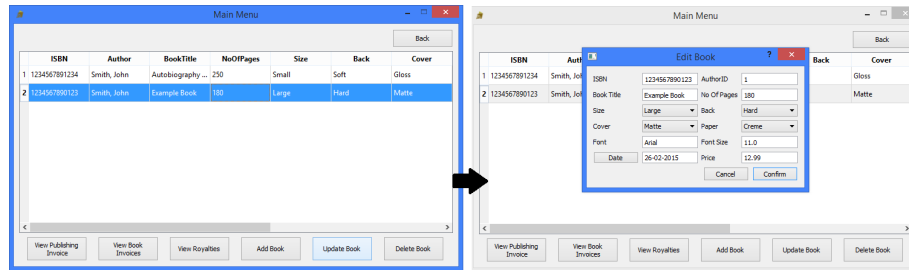 Main Menu
Back
ISBN Author BookTitle NoOfPages Size Back Cover
1 1234567891234 Smith, John Autobiography ... 250 Small Soft Gloss
2 1234567890123 Smith, John Example Book 180 Large Hard Matte
View Publishing Invoice View Book Invoices View Royalties Add Book Update Book Delete Book
Main Menu
Back
ISBN Auth Back Cover
1 1234567891234 Smith, Joh Gloss
2 1234567890123 Smith, Joh Matte
Edit Book ?
ISBN 1234567890123 AuthorID 1
Book Title Example Book No Of Pages 180
Size Large Back Hard
Cover Matte Paper Creme
Font Arial Font Size 11.0
Date 26-02-2015 Price 12.99
Cancel Confirm
View Publishing Invoice View Book Invoices View Royalties Add Book Update Book Delete Book